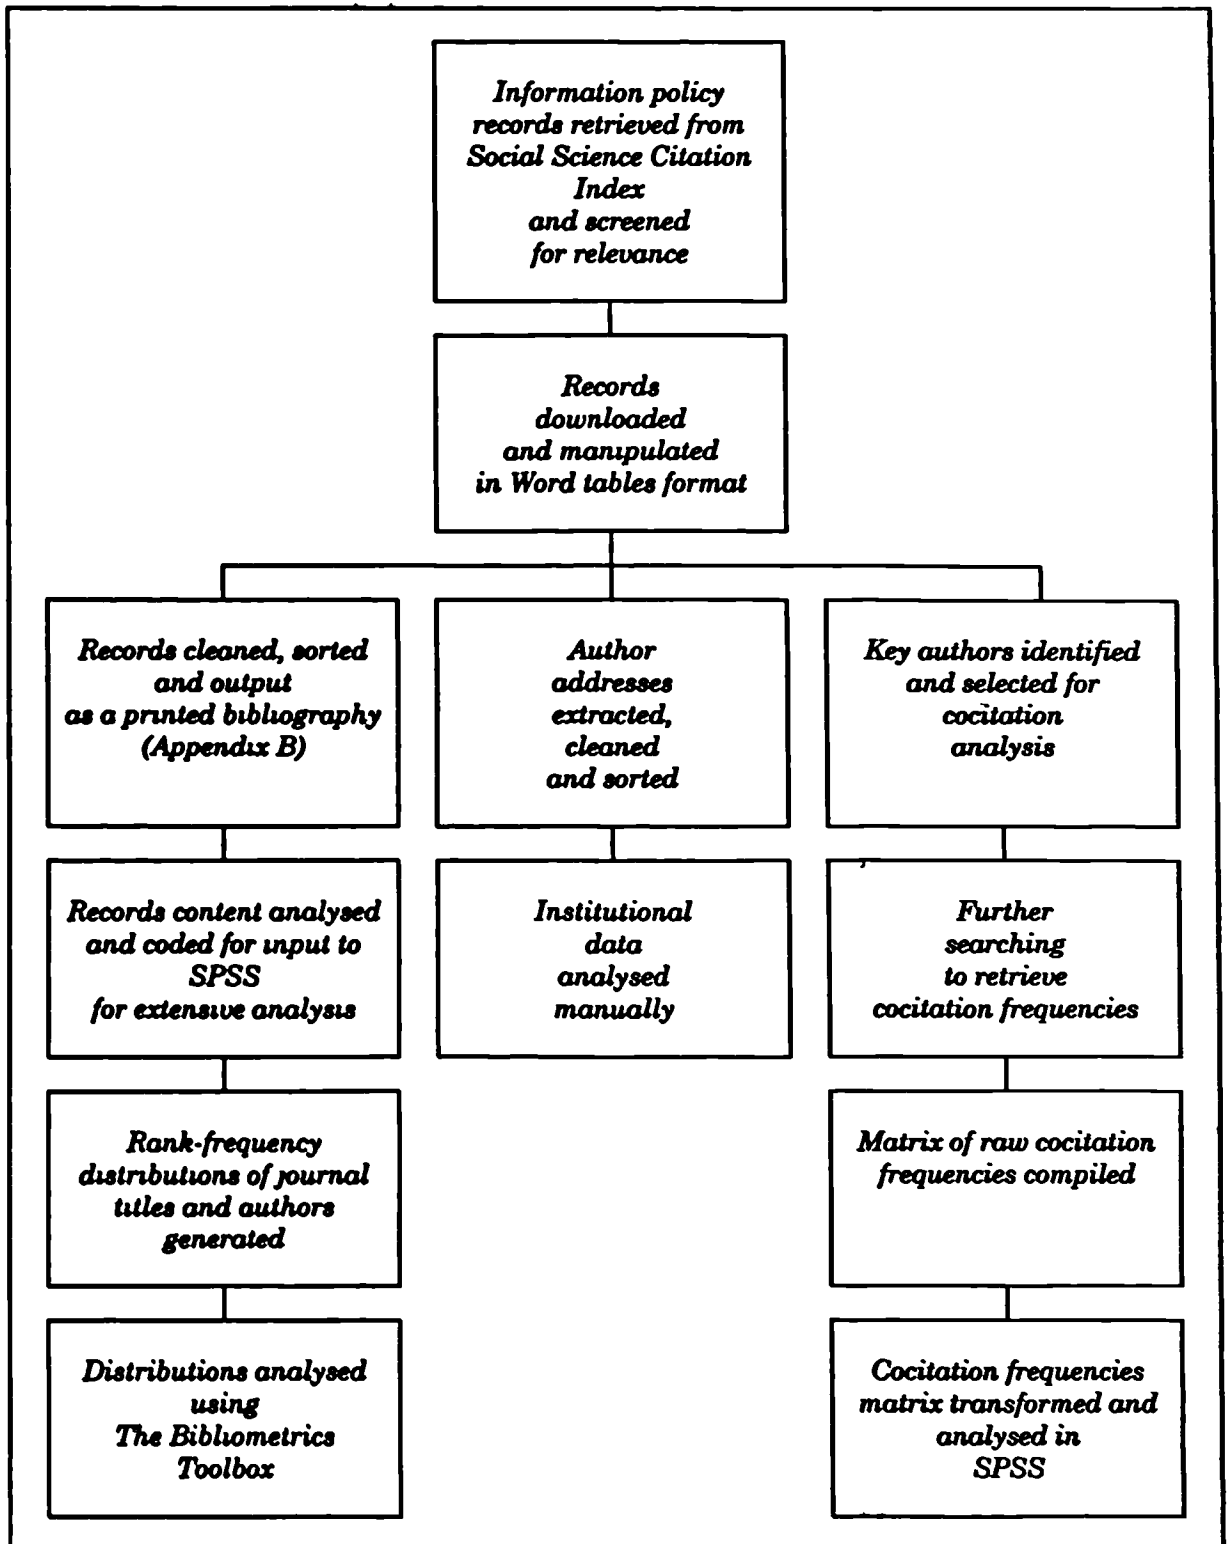 Information policy
records retrieved from
Social Science Citation
Index
and screened
for relevance
Records
downloaded
and manipulated
in Word tables format
Records cleaned, sorted
and output
as a printed bibliography
(Appendix B)
Author
addresses
extracted,
cleaned
and sorted
Key authors identified
and selected for
cocitation
analysis
Records content analysed
and coded for input to
SPSS
for extensive analysis
Institutional
data
analysed
manually
Further
searching
to retrieve
cocitation frequencies
Rank-frequency
distributions of journal
titles and authors
generated
Matrix of raw cocitation
frequencies compiled
Distributions analysed
using
The Bibliometrics
Toolbox
Cocitation frequencies
matrix transformed and
analysed in
SPSS